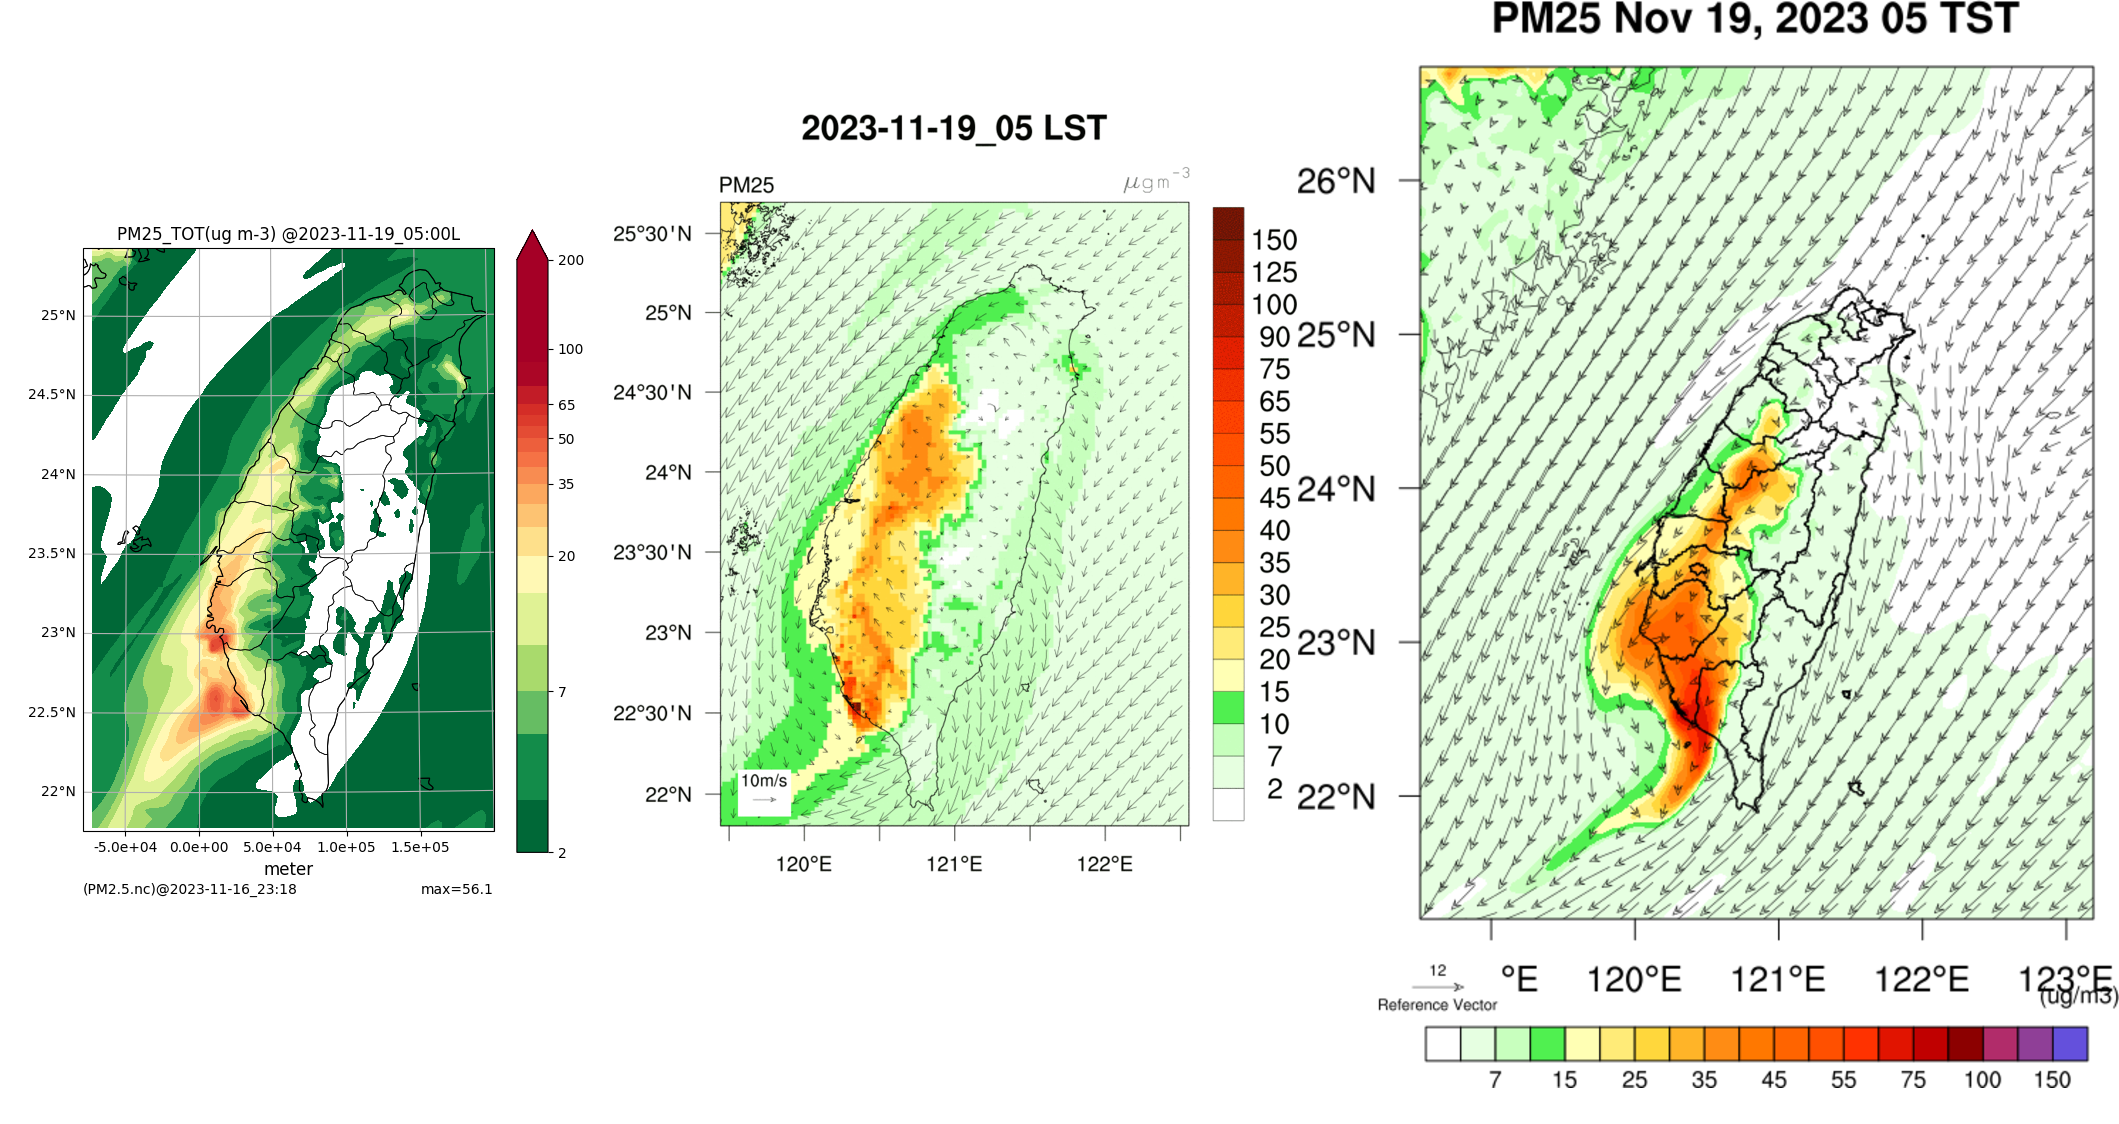 PM25_TOT(ug m-3) @2023-11-19_05:00L
25°N
24.5°N
24°N
23.5°N
23°N
22.5°N
22°N
-5.0e+04 0.0e+00 5.0e+04 1.0e+05 1.5e+05
meter
(PM2.5.nc)@2023-11-16_23:18 max=56.1
200
100
65
50
35
20
7
2
2023-11-19_05 LST
PM25 μgm⁻³
25°30'N
25°N
24°30'N
24°N
23°30'N
23°N
22°30'N
22°N
10m/s
120°E 121°E 122°E
150
125
100
90
75
65
55
50
45
40
35
30
25
20
15
10
7
2
PM25 Nov 19, 2023 05 TST
26°N
25°N
24°N
23°N
22°N
°E 120°E 121°E 122°E 123°E
12
Reference Vector
(ug/m3)
7 15 25 35 45 55 75 100 150